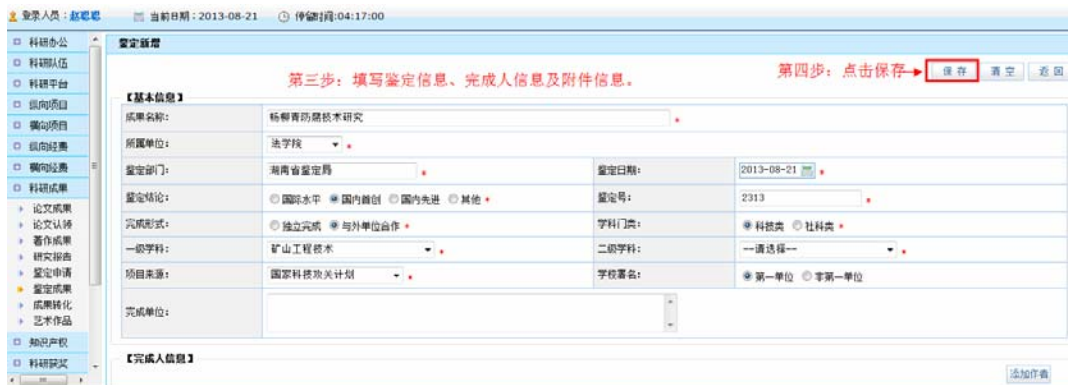 登录人员：赵聪聪 当前日期：2013-08-21 停留时间:04:17:00
科研办公
科研队伍
科研平台
纵向项目
横向项目
纵向经费
横向经费
科研成果
论文成果
论文认领
著作成果
研究报告
鉴定申请
鉴定成果
成果转化
艺术作品
知识产权
科研获奖
鉴定新增
第三步：填写鉴定信息、完成人信息及附件信息。
第四步：点击保存
保存 清空 返回
【基本信息】
成果名称： 杨柳青防腐技术研究 *
所属单位： 法学院 *
鉴定部门： 湖南省鉴定局 * 鉴定日期： 2013-08-21 *
鉴定结论： 国际水平 国内首创 国内先进 其他 * 鉴定号： 2313 *
完成形式： 独立完成 与外单位合作 * 学科门类： 科技类 社科类 *
一级学科： 矿山工程技术 * 二级学科： --请选择-- *
项目来源： 国家科技攻关计划 * 学校署名： 第一单位 非第一单位
完成单位：
【完成人信息】
添加作者